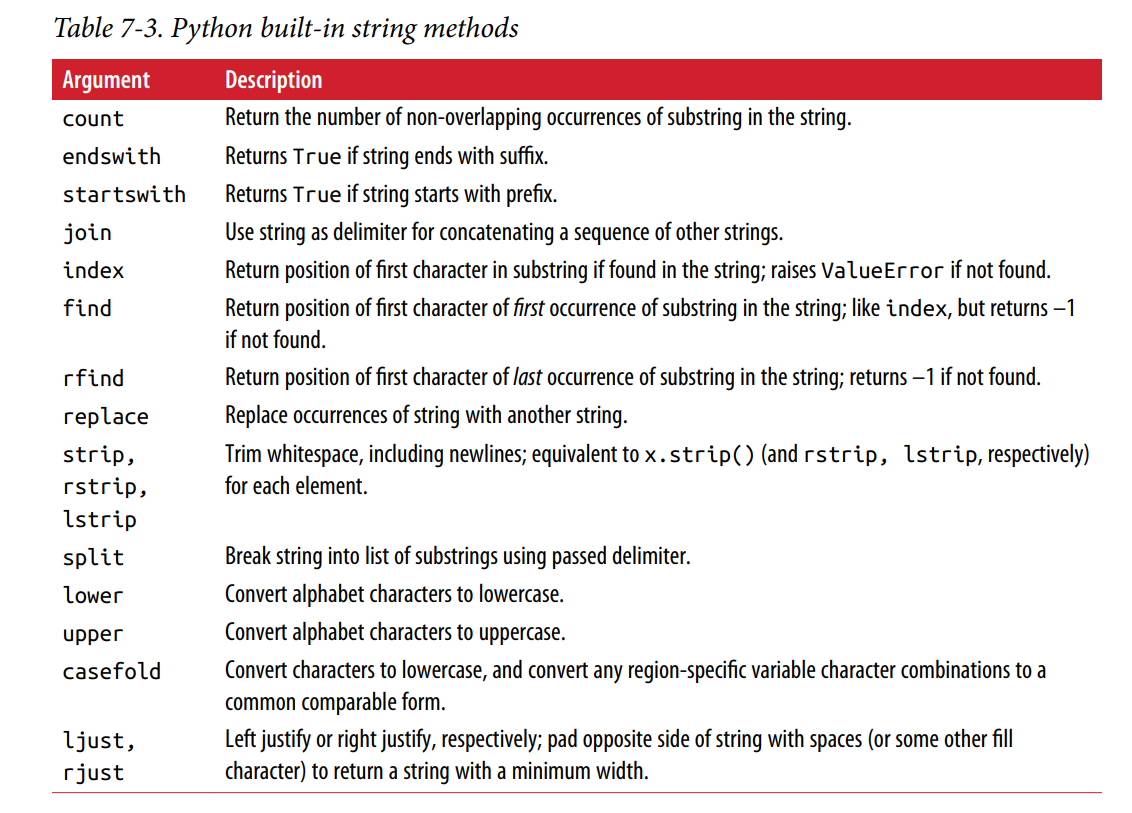 Table 7-3. Python built-in string methods
Argument Description
count Return the number of non-overlapping occurrences of substring in the string.
endswith Returns True if string ends with suffix.
startswith Returns True if string starts with prefix.
join Use string as delimiter for concatenating a sequence of other strings.
index Return position of first character in substring if found in the string; raises ValueError if not found.
find Return position of first character of first occurrence of substring in the string; like index, but returns –1
if not found.
rfind Return position of first character of last occurrence of substring in the string; returns –1 if not found.
replace Replace occurrences of string with another string.
strip, Trim whitespace, including newlines; equivalent to x.strip() (and rstrip, lstrip, respectively)
rstrip, for each element.
lstrip
split Break string into list of substrings using passed delimiter.
lower Convert alphabet characters to lowercase.
upper Convert alphabet characters to uppercase.
casefold Convert characters to lowercase, and convert any region-specific variable character combinations to a
common comparable form.
ljust, Left justify or right justify, respectively; pad opposite side of string with spaces (or some other fill
rjust character) to return a string with a minimum width.